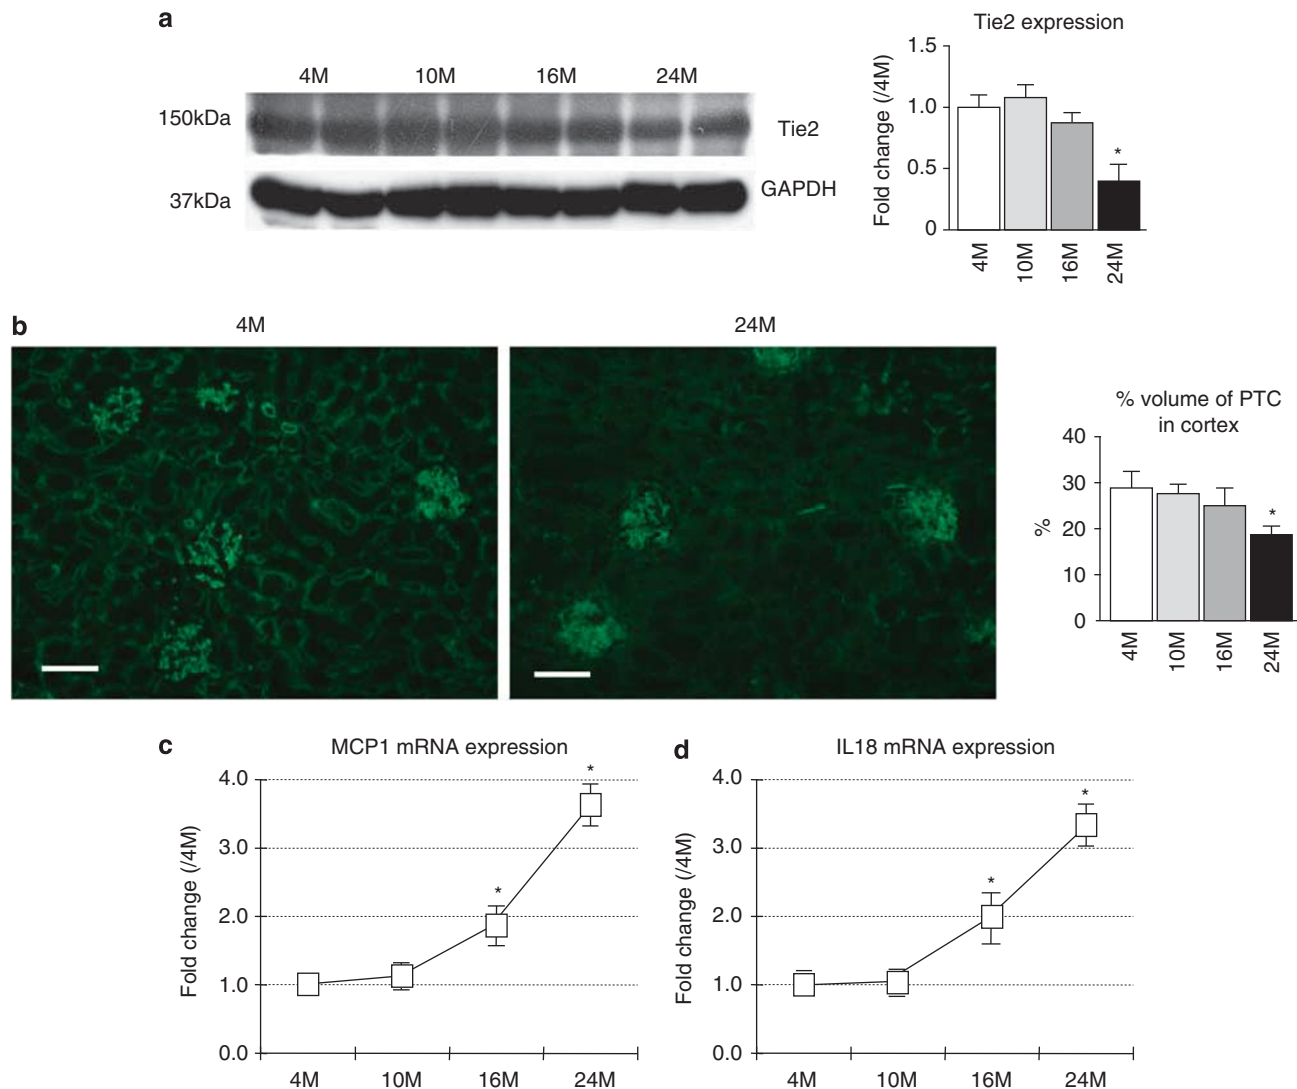 a
4M 10M 16M 24M
150kDa
Tie2
37kDa
GAPDH
Tie2 expression
Fold change (/4M)
1.5
1.0
0.5
0
4M 10M 16M 24M
*
b
4M
24M
% volume of PTC
in cortex
%
40
30
20
10
0
4M 10M 16M 24M
*
c
MCP1 mRNA expression
Fold change (/4M)
4.0
3.0
2.0
1.0
0.0
4M 10M 16M 24M
*
*
d
IL18 mRNA expression
Fold change (/4M)
4.0
3.0
2.0
1.0
0.0
4M 10M 16M 24M
*
*